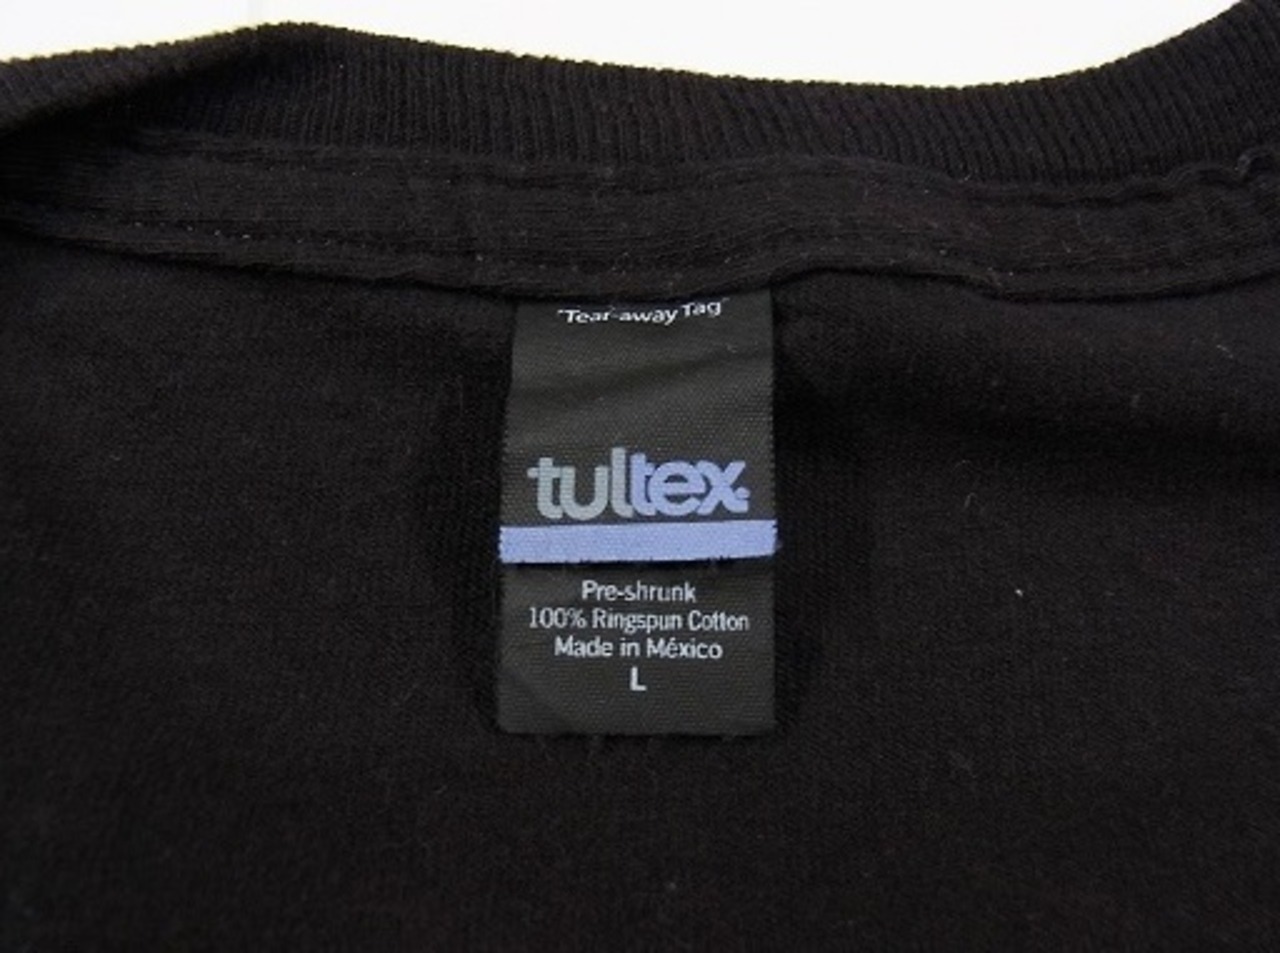 "Tear-away Tag"
tultex
Pre-shrunk
100% Ringspun Cotton
Made in México
L